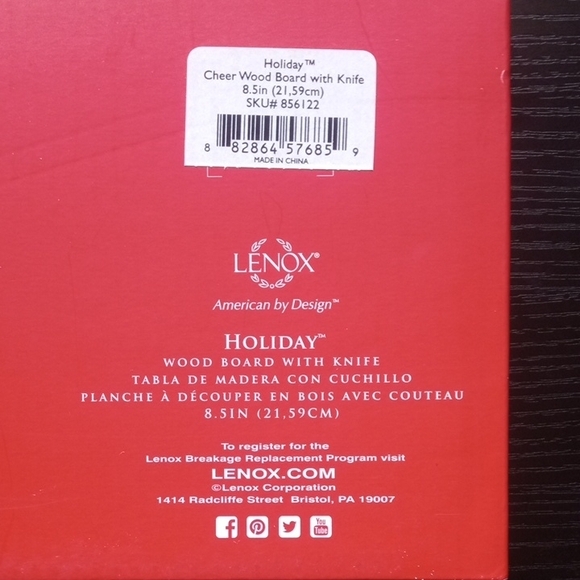 Holiday™
Cheer Wood Board with Knife
8.5in (21,59cm)
SKU# 856122
8 82864 57685 9
MADE IN CHINA
LENOX®
American by Design™
HOLIDAY™
WOOD BOARD WITH KNIFE
TABLA DE MADERA CON CUCHILLO
PLANCHE À DÉCOUPER EN BOIS AVEC COUTEAU
8.5IN (21,59CM)
To register for the
Lenox Breakage Replacement Program visit
LENOX.COM
©Lenox Corporation
1414 Radcliffe Street Bristol, PA 19007
You Tube